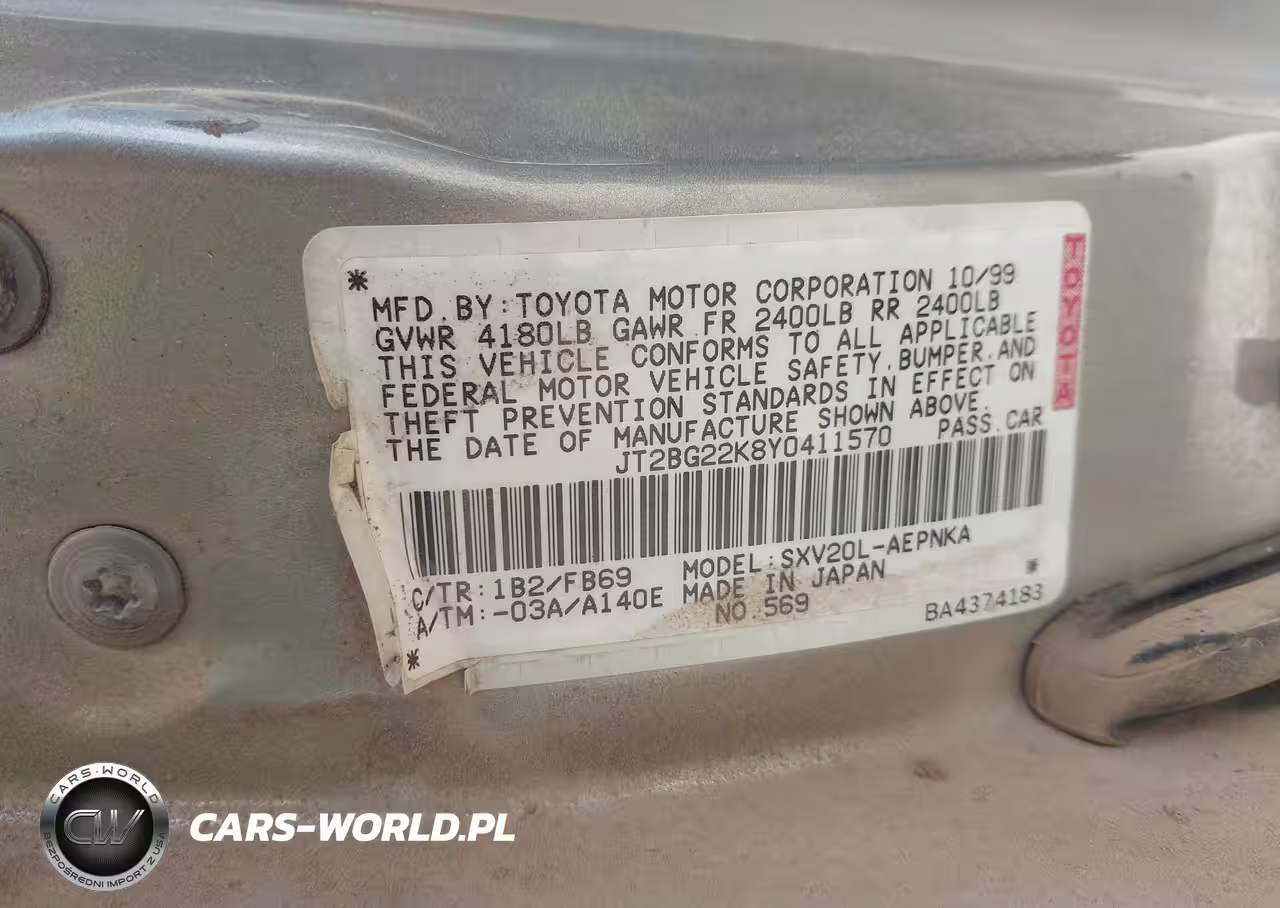 * MFD. BY: TOYOTA MOTOR CORPORATION 10/99
GVWR 4180LB GAWR FR 2400LB RR 2400LB
THIS VEHICLE CONFORMS TO ALL APPLICABLE
FEDERAL MOTOR VEHICLE SAFETY, BUMPER, AND
THEFT PREVENTION STANDARDS IN EFFECT ON
THE DATE OF MANUFACTURE SHOWN ABOVE.
JT2BG22K8Y0411570 PASS. CAR
TOYOTA
C/TR: 1B2/FB69 MODEL: SXV20L-AEPNKA
A/TM: -03A/A140E MADE IN JAPAN *
* NO. 569 BA4374183
CARS-WORLD
CW
BEZPOŚREDNI IMPORT Z USA
CARS-WORLD.PL